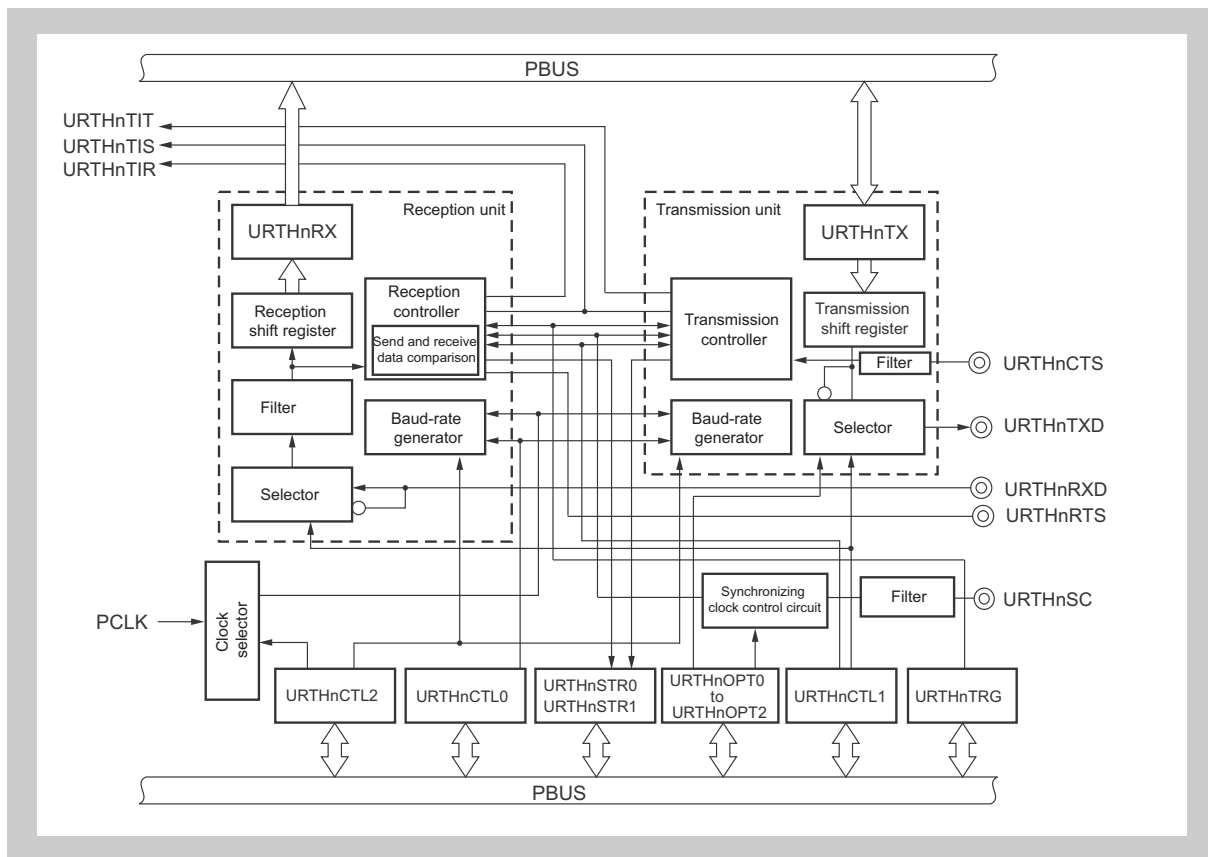 PBUS
URTHnTIT
URTHnTIS
URTHnTIR
Reception unit
URTHnRX
Reception
shift register
Reception
controller
Send and receive
data comparison
Filter
Baud-rate
generator
Selector
Transmission unit
URTHnTX
Transmission
controller
Transmission
shift register
Filter
URTHnCTS
Baud-rate
generator
Selector
URTHnTXD
URTHnRXD
URTHnRTS
PCLK
Clock
selector
Synchronizing
clock control circuit
Filter
URTHnSC
URTHnCTL2
URTHnCTL0
URTHnSTR0
URTHnSTR1
URTHnOPT0
to
URTHnOPT2
URTHnCTL1
URTHnTRG
PBUS